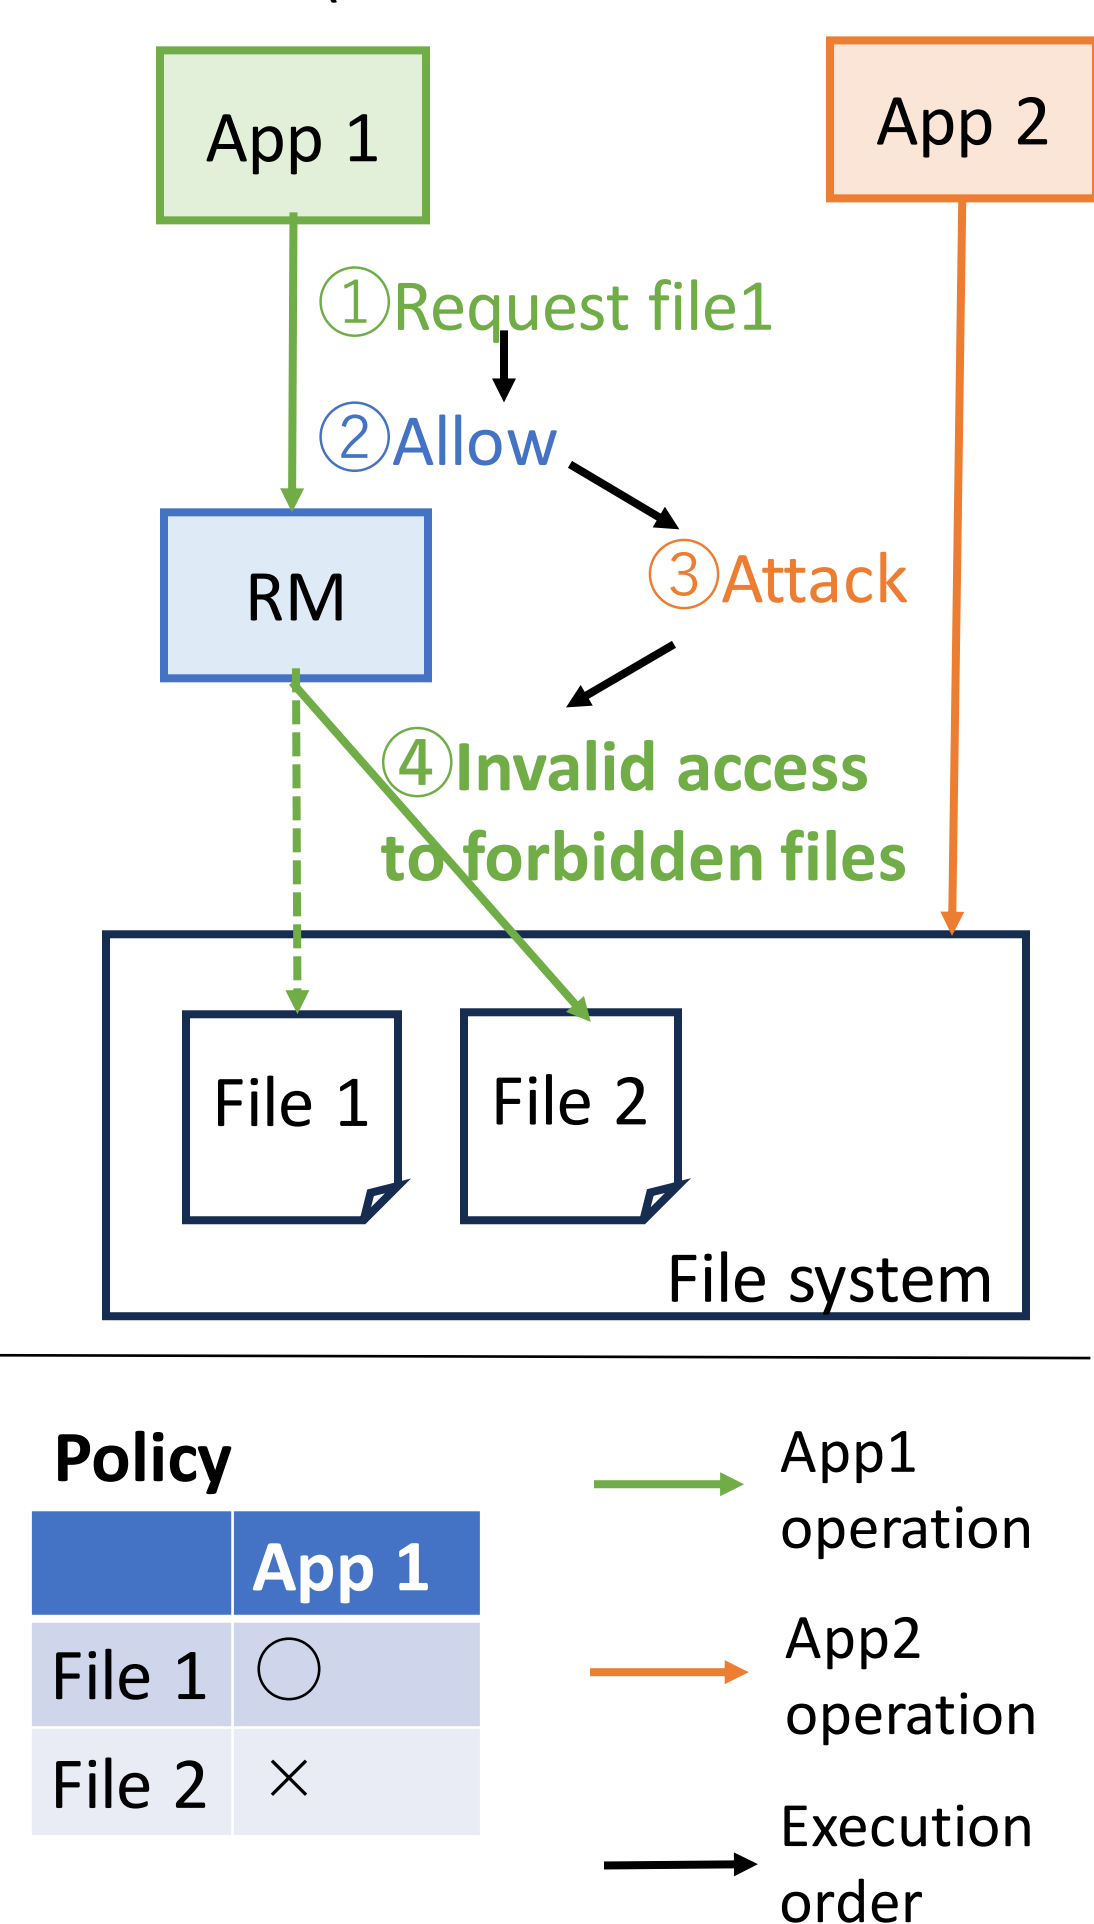 App 1
App 2
①Request file1
②Allow
③Attack
RM
④Invalid access
to forbidden files
File 1
File 2
File system
Policy
App 1
File 1 ○
File 2 ×
App1
operation
App2
operation
Execution
order